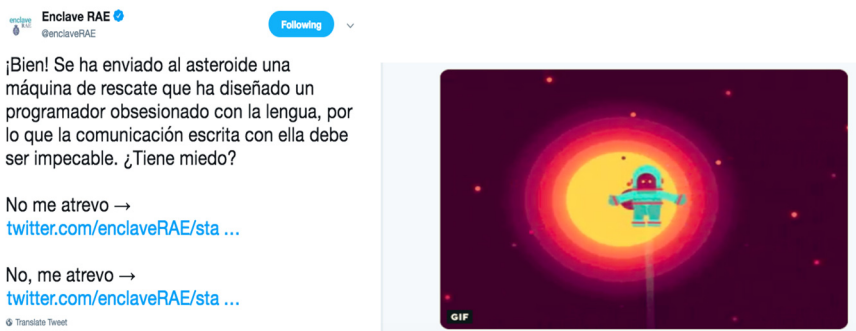 enclave
RAE
Enclave RAE
@enclaveRAE
Following
¡Bien! Se ha enviado al asteroide una
máquina de rescate que ha diseñado un
programador obsesionado con la lengua, por
lo que la comunicación escrita con ella debe
ser impecable. ¿Tiene miedo?
No me atrevo →
twitter.com/enclaveRAE/sta ...
No, me atrevo →
twitter.com/enclaveRAE/sta ...
Translate Tweet
GIF